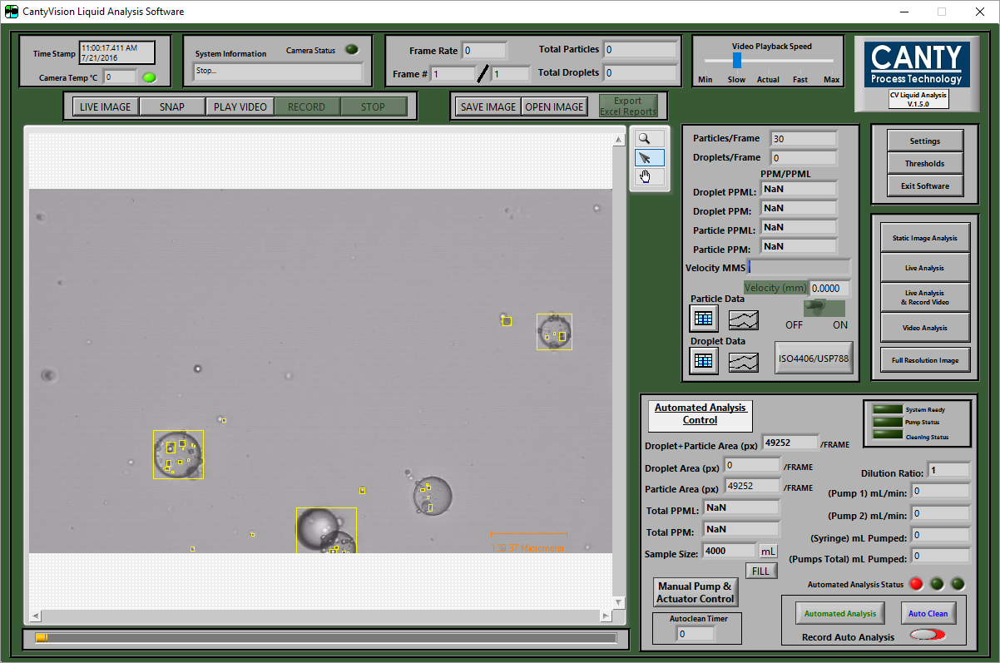 CantyVision Liquid Analysis Software
Time Stamp
11:00:17.411 AM
7/21/2016
Camera Temp °C
0
System Information
Camera Status
Stop...
Frame Rate
0
Frame #
1
/
1
Total Particles
0
Total Droplets
0
Video Playback Speed
Min Slow Actual Fast Max
CANTY
Process Technology
CV Liquid Analysis
V.1.5.0
LIVE IMAGE
SNAP
PLAY VIDEO
RECORD
STOP
SAVE IMAGE
OPEN IMAGE
Export
Excel Reports
Particles/Frame
30
Droplets/Frame
0
PPM/PPML
Droplet PPML:
NaN
Droplet PPM:
NaN
Particle PPML:
NaN
Particle PPM:
NaN
Velocity MMS
Velocity (mm)
0.0000
OFF
ON
Particle Data
Droplet Data
ISO4406/USP788
Settings
Thresholds
Exit Software
Static Image Analysis
Live Analysis
Live Analysis
& Record Video
Video Analysis
Full Resolution Image
Automated Analysis
Control
Droplet+Particle Area (px)
49252
/FRAME
Droplet Area (px)
0
/FRAME
Particle Area (px)
49252
/FRAME
Total PPML:
NaN
Total PPM:
NaN
Sample Size:
4000
mL
FILL
Manual Pump &
Actuator Control
Autoclean Timer
0
System Ready
Pump Status
Cleaning Status
Dilution Ratio:
1
(Pump 1) mL/min:
0
(Pump 2) mL/min:
0
(Syringe) mL Pumped:
0
(Pumps Total) mL Pumped:
0
Automated Analysis Status
Automated Analysis
Auto Clean
Record Auto Analysis